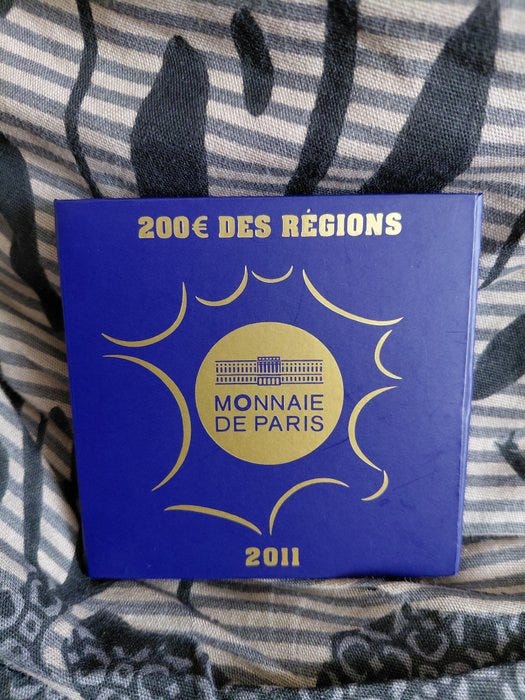 200€ DES RÉGIONS
MONNAIE
DE PARIS
2011